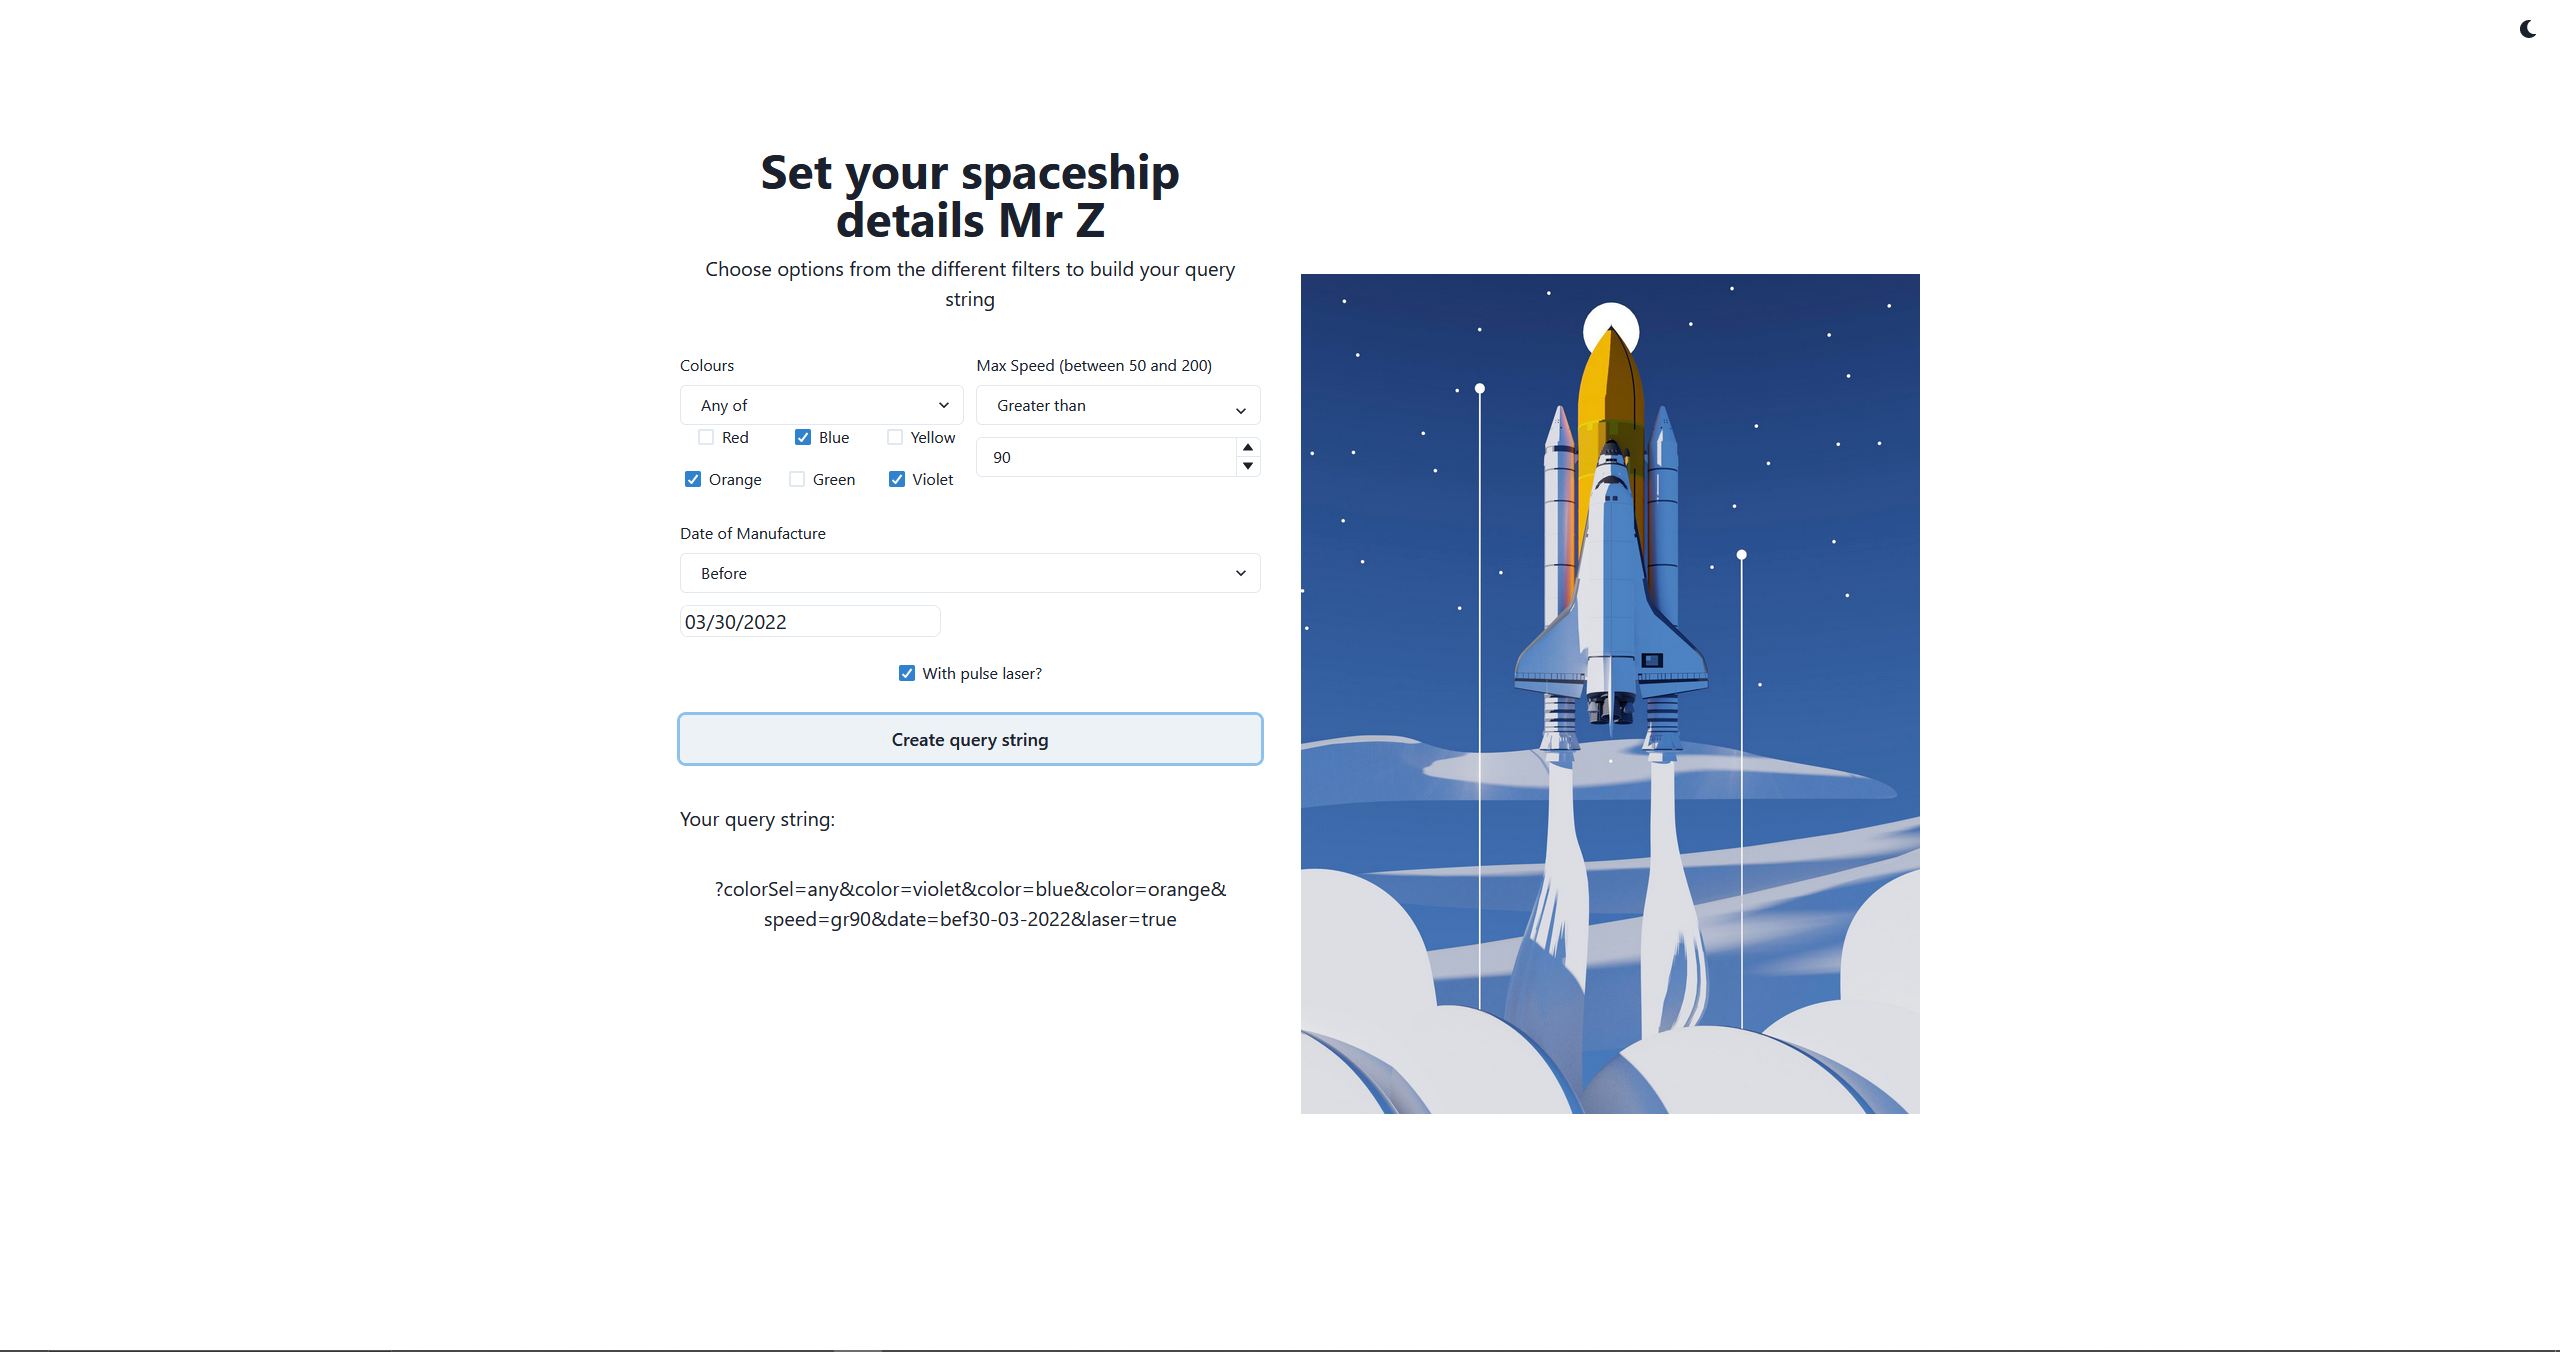 Set your spaceship
details Mr Z
Choose options from the different filters to build your query
string
Colours
Any of
Red Blue Yellow
Orange Green Violet
Max Speed (between 50 and 200)
Greater than
90
Date of Manufacture
Before
03/30/2022
With pulse laser?
Create query string
Your query string:
?colorSel=any&color=violet&color=blue&color=orange&
speed=gr90&date=bef30-03-2022&laser=true